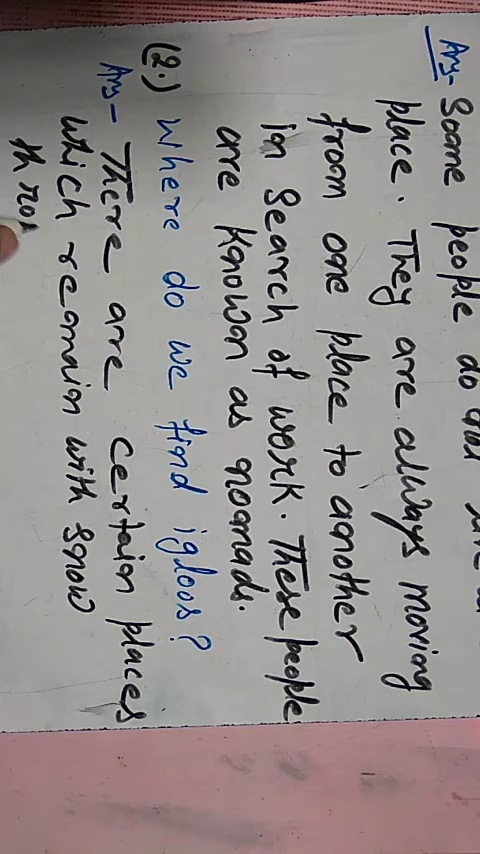 Ans- Some people do
place. They are always moving
from one place to another
in search of work. These people
are known as nomads.
(2.) Where do we find igloos?
Ans- There are certain places
which remain with snow
thro